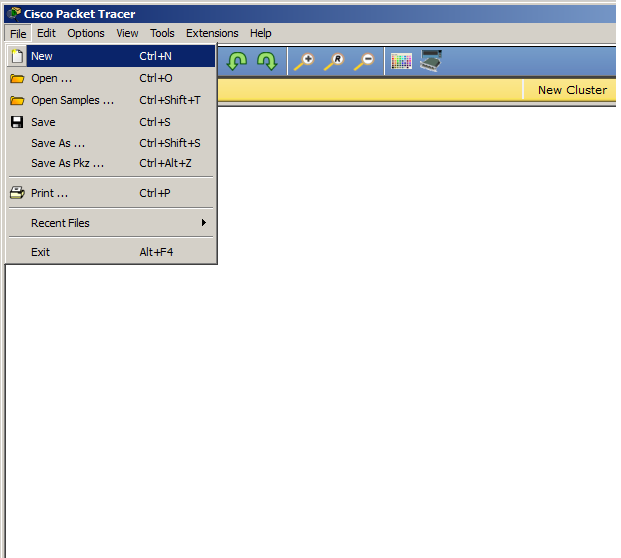 Cisco Packet Tracer
File Edit Options View Tools Extensions Help
New Ctrl+N
Open ... Ctrl+O
Open Samples ... Ctrl+Shift+T
Save Ctrl+S
Save As ... Ctrl+Shift+S
Save As Pkz ... Ctrl+Alt+Z
Print ... Ctrl+P
Recent Files
Exit Alt+F4
R
New Cluster